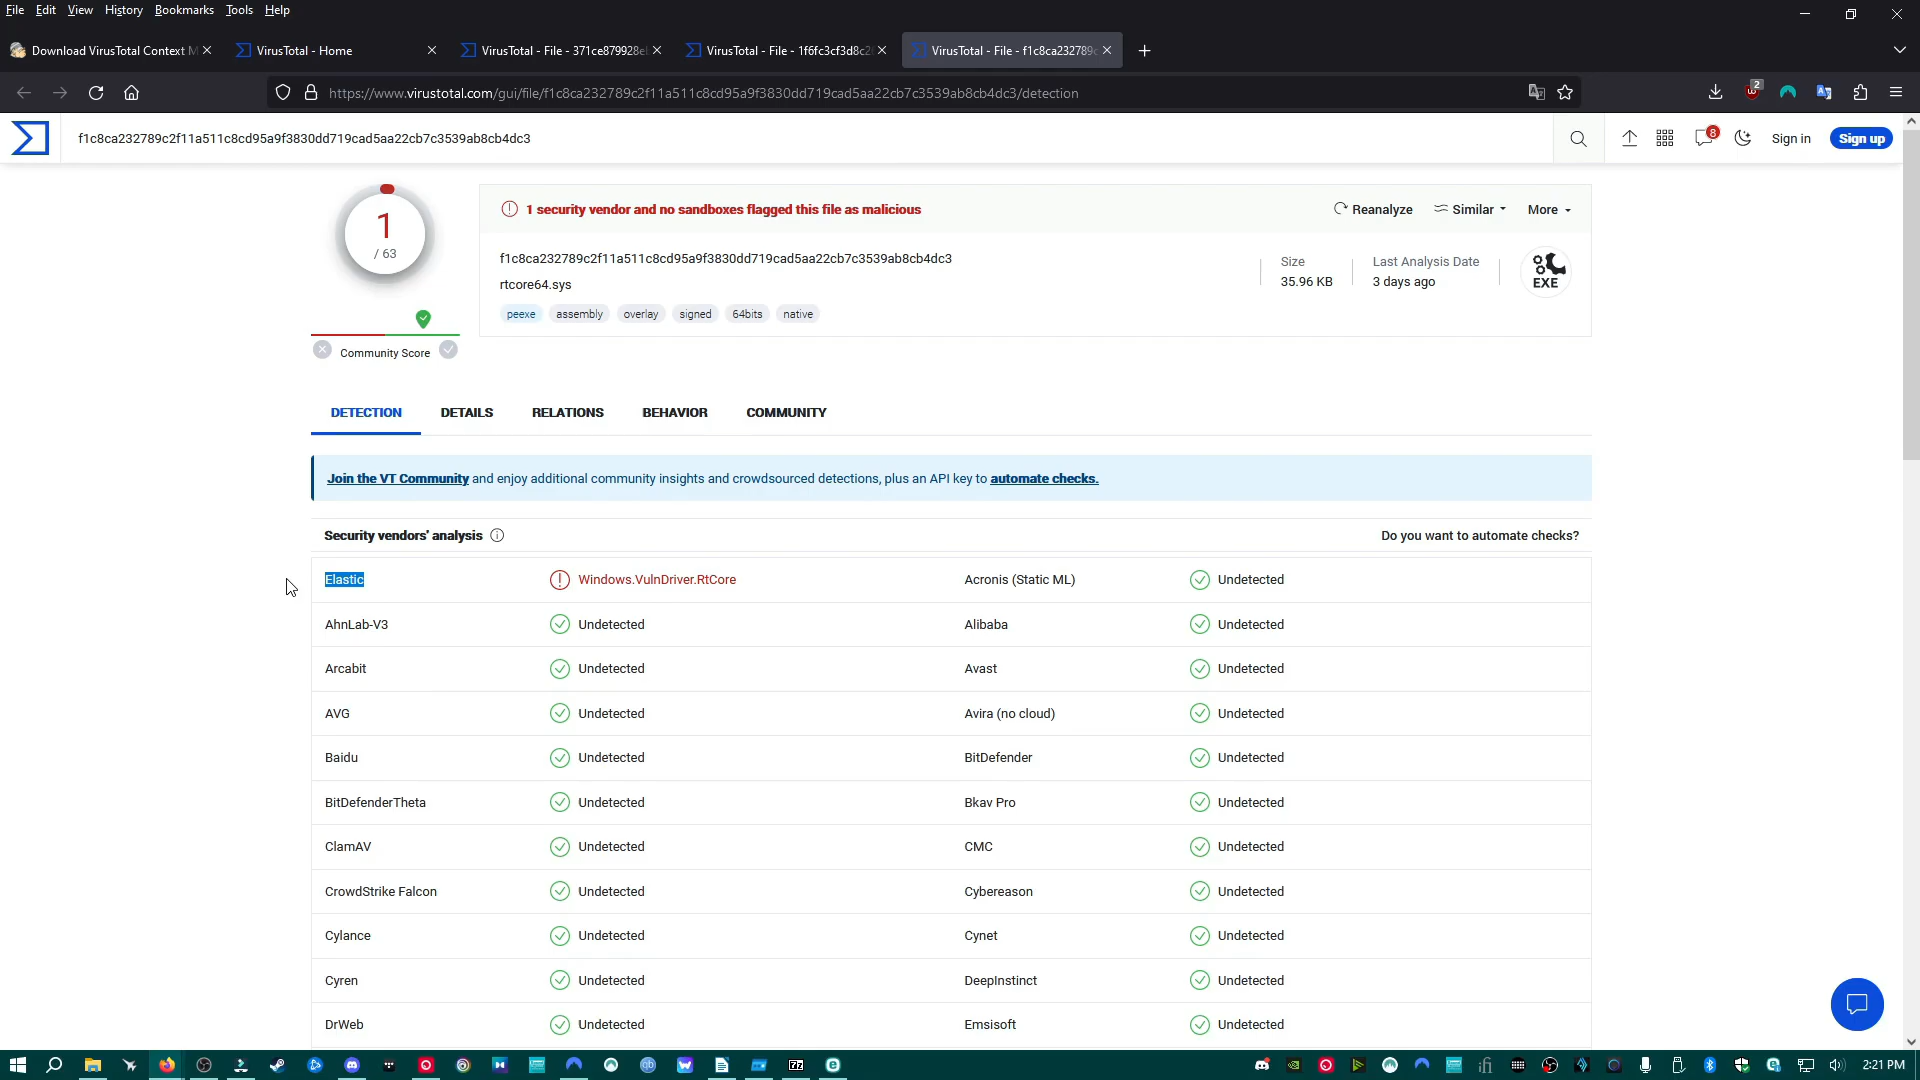 File Edit View History Bookmarks Tools Help
Download VirusTotal Context M
VirusTotal - Home
VirusTotal - File - 371ce879928eb
VirusTotal - File - 1f6fc3cf3d8c2
VirusTotal - File - f1c8ca232789c
https://www.virustotal.com/gui/file/f1c8ca232789c2f11a511c8cd95a9f3830dd719cad5aa22cb7c3539ab8cb4dc3/detection
2
f1c8ca232789c2f11a511c8cd95a9f3830dd719cad5aa22cb7c3539ab8cb4dc3
8
Sign in
Sign up
1
/ 63
Community Score
1 security vendor and no sandboxes flagged this file as malicious
Reanalyze
Similar
More
f1c8ca232789c2f11a511c8cd95a9f3830dd719cad5aa22cb7c3539ab8cb4dc3
rtcore64.sys
peexe assembly overlay signed 64bits native
Size
35.96 KB
Last Analysis Date
3 days ago
EXE
DETECTION DETAILS RELATIONS BEHAVIOR COMMUNITY
Join the VT Community and enjoy additional community insights and crowdsourced detections, plus an API key to automate checks.
Security vendors' analysis
Do you want to automate checks?
Elastic Windows.VulnDriver.RtCore Acronis (Static ML) Undetected
AhnLab-V3 Undetected Alibaba Undetected
Arcabit Undetected Avast Undetected
AVG Undetected Avira (no cloud) Undetected
Baidu Undetected BitDefender Undetected
BitDefenderTheta Undetected Bkav Pro Undetected
ClamAV Undetected CMC Undetected
CrowdStrike Falcon Undetected Cybereason Undetected
Cylance Undetected Cynet Undetected
Cyren Undetected DeepInstinct Undetected
DrWeb Undetected Emsisoft Undetected
2:21 PM